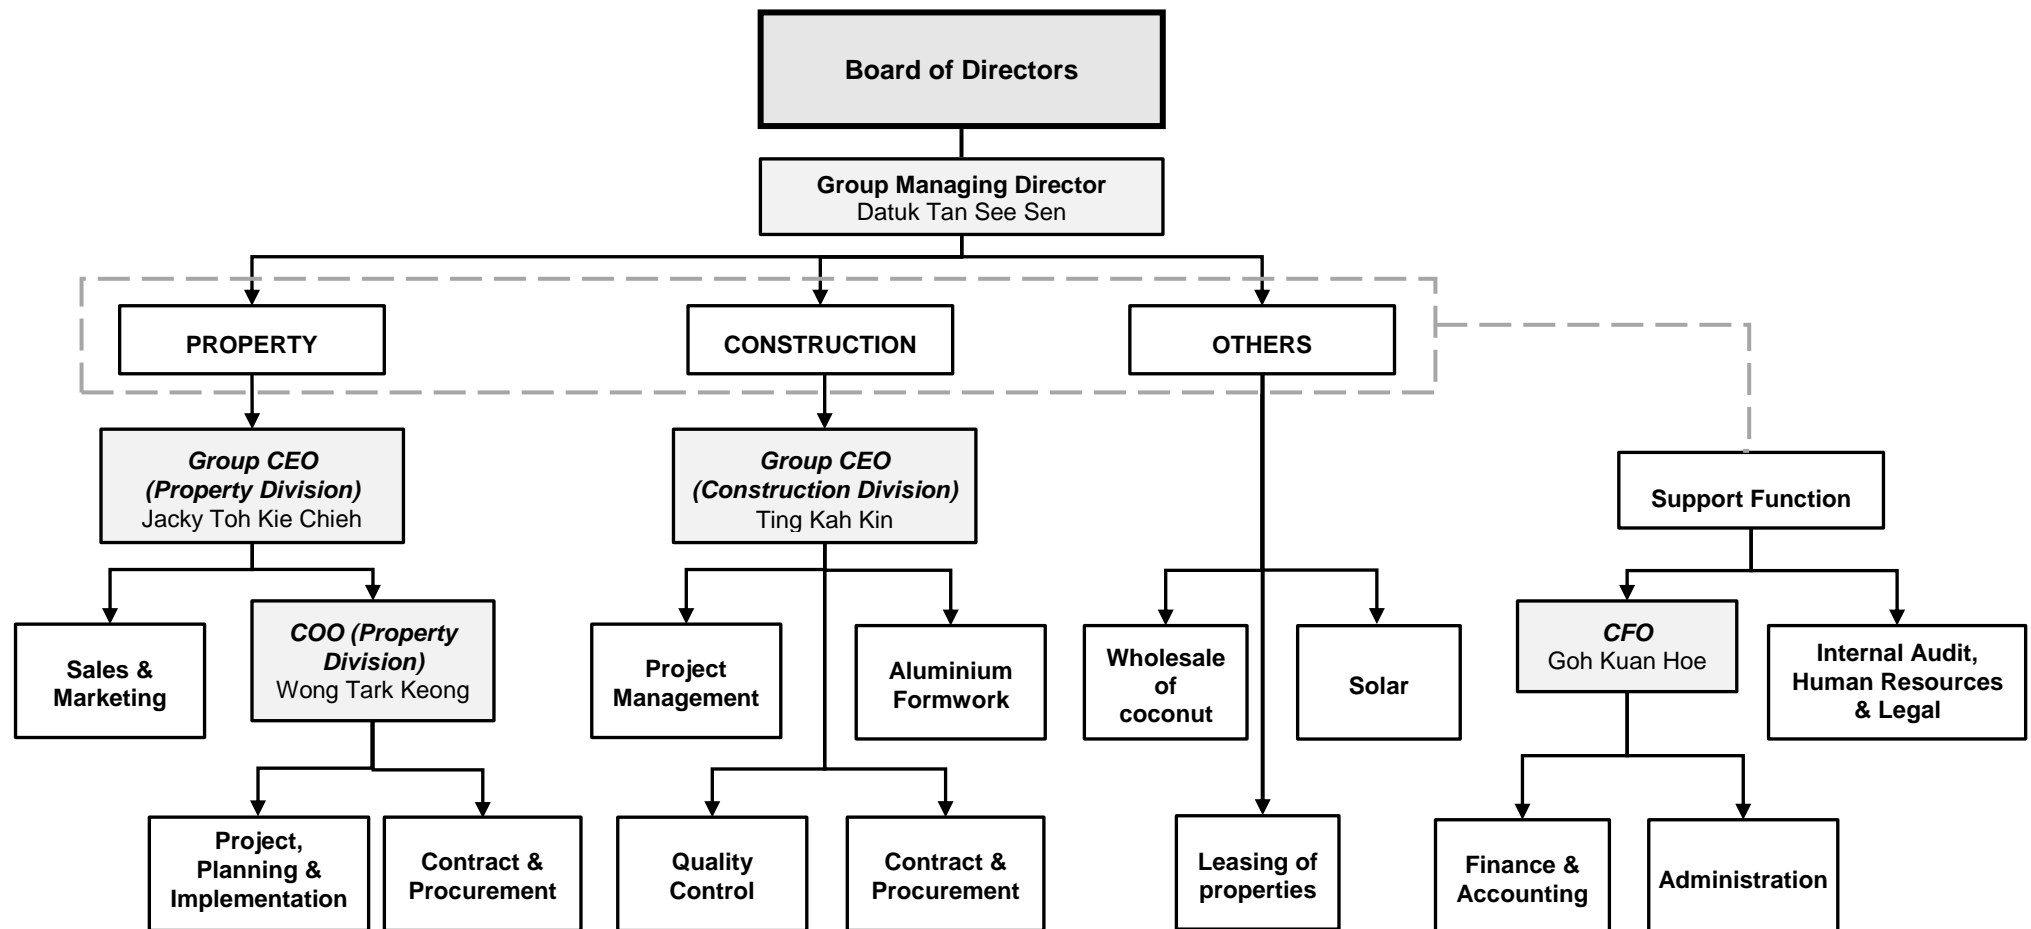 Board of Directors
Group Managing Director
Datuk Tan See Sen
PROPERTY
CONSTRUCTION
OTHERS
Group CEO
(Property Division)
Jacky Toh Kie Chieh
Group CEO
(Construction Division)
Ting Kah Kin
Support Function
Sales &
Marketing
COO (Property
Division)
Wong Tark Keong
Project
Management
Aluminium
Formwork
Wholesale
of
coconut
Solar
CFO
Goh Kuan Hoe
Internal Audit,
Human Resources
& Legal
Project,
Planning &
Implementation
Contract &
Procurement
Quality
Control
Contract &
Procurement
Leasing of
properties
Finance &
Accounting
Administration